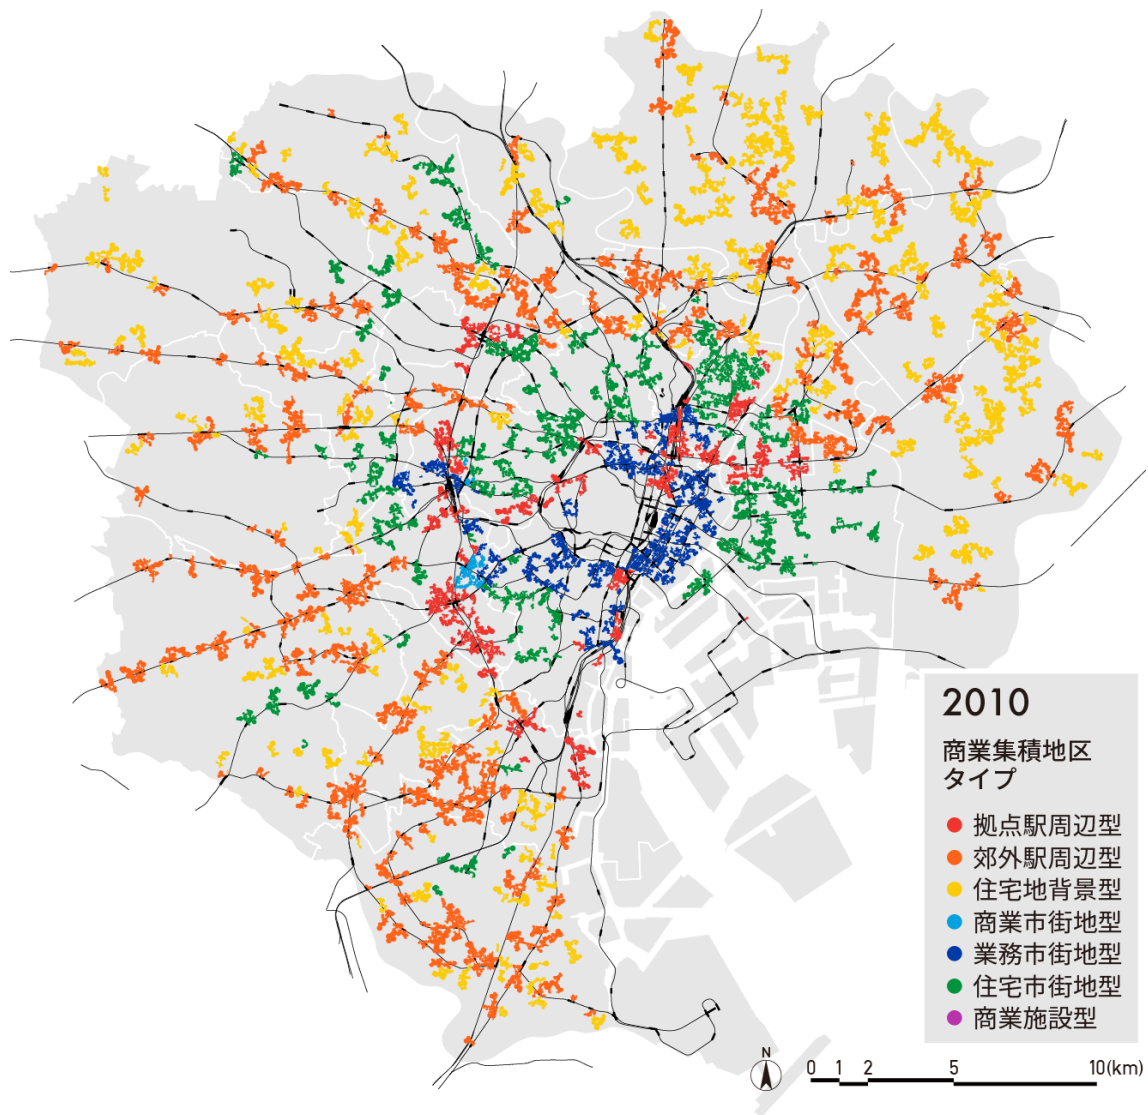 2010
商業集積地区
タイプ
拠点駅周辺型
郊外駅周辺型
住宅地背景型
商業市街地型
業務市街地型
住宅市街地型
商業施設型
N
0 1 2 5 10(km)